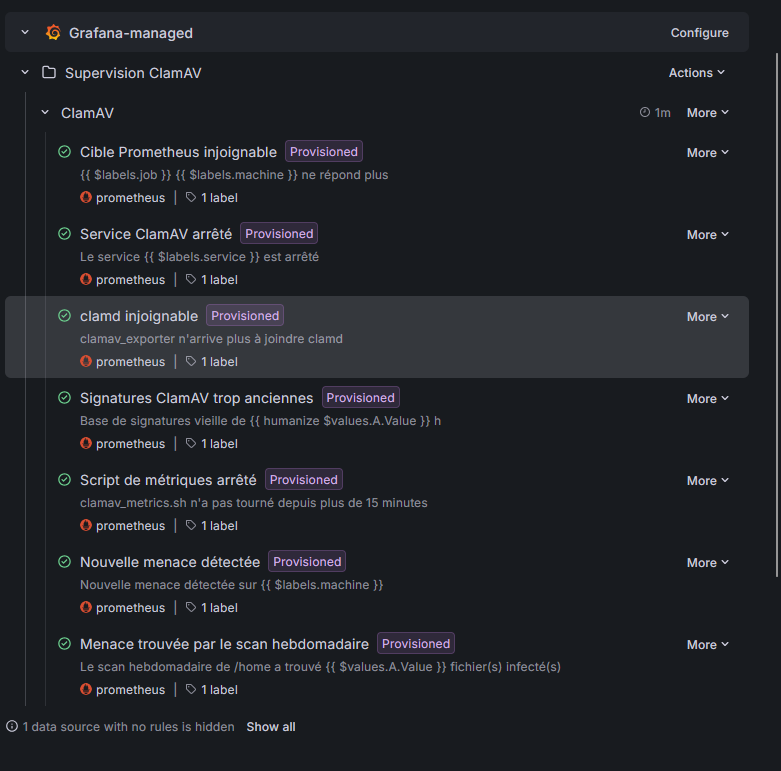 Grafana-managed Configure
Supervision ClamAV Actions
ClamAV 1m More
Cible Prometheus injoignable Provisioned More
{{ $labels.job }} {{ $labels.machine }} ne répond plus
prometheus | 1 label
Service ClamAV arrêté Provisioned More
Le service {{ $labels.service }} est arrêté
prometheus | 1 label
clamd injoignable Provisioned More
clamav_exporter n'arrive plus à joindre clamd
prometheus | 1 label
Signatures ClamAV trop anciennes Provisioned More
Base de signatures vieille de {{ humanize $values.A.Value }} h
prometheus | 1 label
Script de métriques arrêté Provisioned More
clamav_metrics.sh n'a pas tourné depuis plus de 15 minutes
prometheus | 1 label
Nouvelle menace détectée Provisioned More
Nouvelle menace détectée sur {{ $labels.machine }}
prometheus | 1 label
Menace trouvée par le scan hebdomadaire Provisioned More
Le scan hebdomadaire de /home a trouvé {{ $values.A.Value }} fichier(s) infecté(s)
prometheus | 1 label
1 data source with no rules is hidden Show all